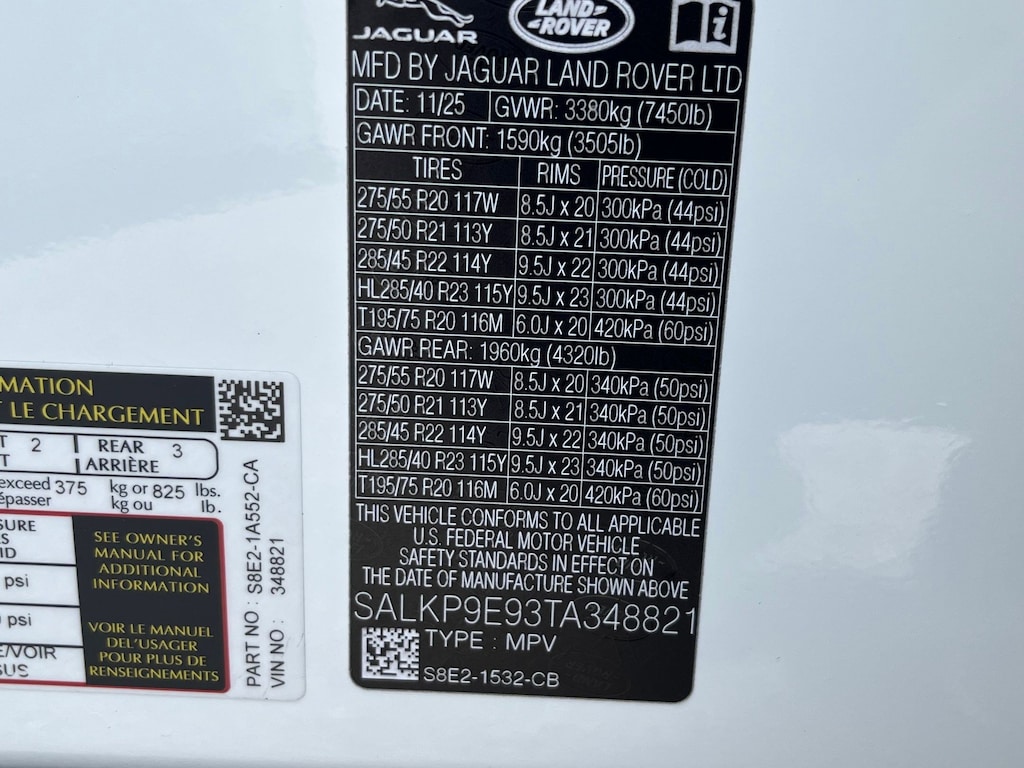 JAGUAR
LAND-
-ROVER
MFD BY JAGUAR LAND ROVER LTD
DATE: 11/25 GVWR: 3380kg (7450lb)
GAWR FRONT: 1590kg (3505lb)
TIRES RIMS PRESSURE (COLD)
275/55 R20 117W 8.5J x 20 300kPa (44psi)
275/50 R21 113Y 8.5J x 21 300kPa (44psi)
285/45 R22 114Y 9.5J x 22 300kPa (44psi)
HL285/40 R23 115Y 9.5J x 23 300kPa (44psi)
T195/75 R20 116M 6.0J x 20 420kPa (60psi)
GAWR REAR: 1960kg (4320lb)
275/55 R20 117W 8.5J x 20 340kPa (50psi)
275/50 R21 113Y 8.5J x 21 340kPa (50psi)
285/45 R22 114Y 9.5J x 22 340kPa (50psi)
HL285/40 R23 115Y 9.5J x 23 340kPa (50psi)
T195/75 R20 116M 6.0J x 20 420kPa (60psi)
THIS VEHICLE CONFORMS TO ALL APPLICABLE
U.S. FEDERAL MOTOR VEHICLE
SAFETY STANDARDS IN EFFECT ON
THE DATE OF MANUFACTURE SHOWN ABOVE
SALKP9E93TA348821
TYPE : MPV
S8E2-1532-CB
MATION
T LE CHARGEMENT
T 2 REAR 3
T ARRIÈRE
exceed 375 kg or 825 lbs.
épasser kg ou lb.
SURE
S
ID
psi
psi
E/VOIR
SUS
SEE OWNER'S
MANUAL FOR
ADDITIONAL
INFORMATION
VOIR LE MANUEL
DEL'USAGER
POUR PLUS DE
RENSEIGNEMENTS
PART NO : S8E2-1A552-CA
VIN NO : 348821